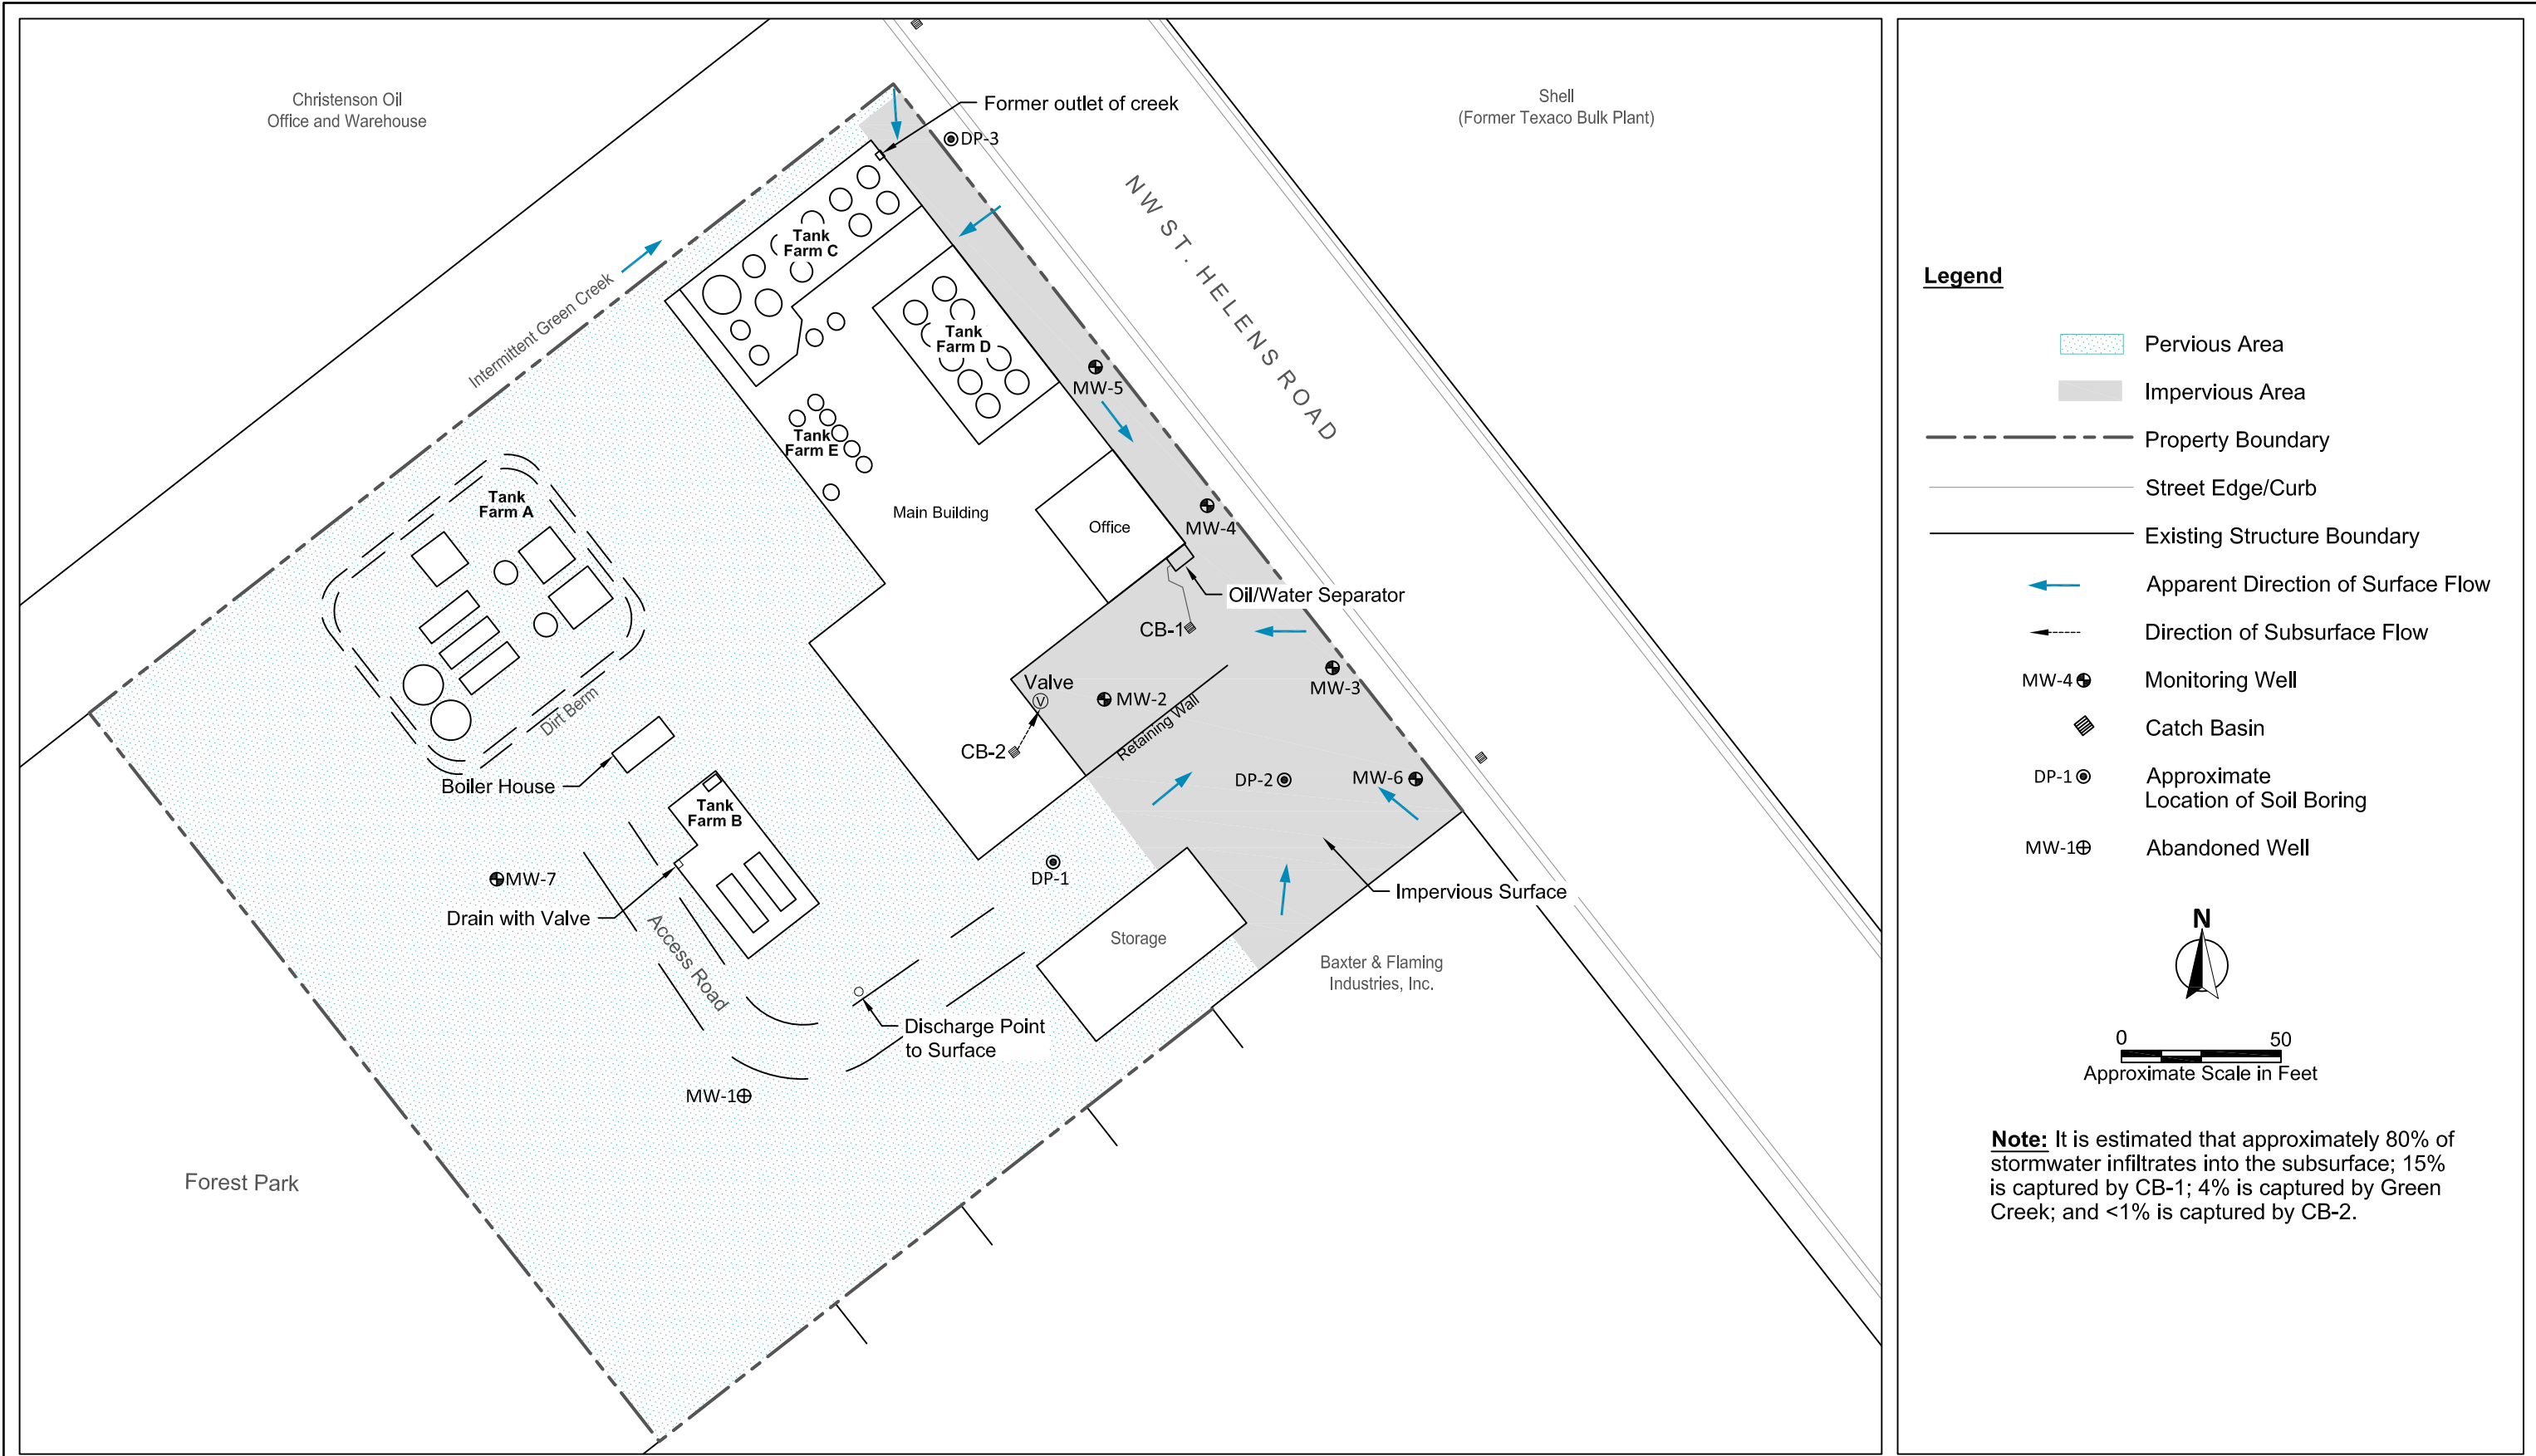 Christenson Oil
Office and Warehouse
Former outlet of creek
DP-3
Shell
(Former Texaco Bulk Plant)
NW ST. HELENS ROAD
Intermittent Green Creek
Tank
Farm C
Tank
Farm D
MW-5
Tank
Farm E
Tank
Farm A
Main Building
Office
MW-4
Oil/Water Separator
CB-1
Valve
V
MW-2
MW-3
Retaining Wall
CB-2
Dirt Berm
Boiler House
DP-2
MW-6
Tank
Farm B
MW-7
Drain with Valve
DP-1
Impervious Surface
Access Road
Storage
Baxter & Flaming
Industries, Inc.
Discharge Point
to Surface
MW-1
Forest Park
Legend
Pervious Area
Impervious Area
Property Boundary
Street Edge/Curb
Existing Structure Boundary
Apparent Direction of Surface Flow
Direction of Subsurface Flow
MW-4 Monitoring Well
Catch Basin
DP-1 Approximate
Location of Soil Boring
MW-1 Abandoned Well
N
0 50
Approximate Scale in Feet
Note: It is estimated that approximately 80% of
stormwater infiltrates into the subsurface; 15%
is captured by CB-1; 4% is captured by Green
Creek; and <1% is captured by CB-2.